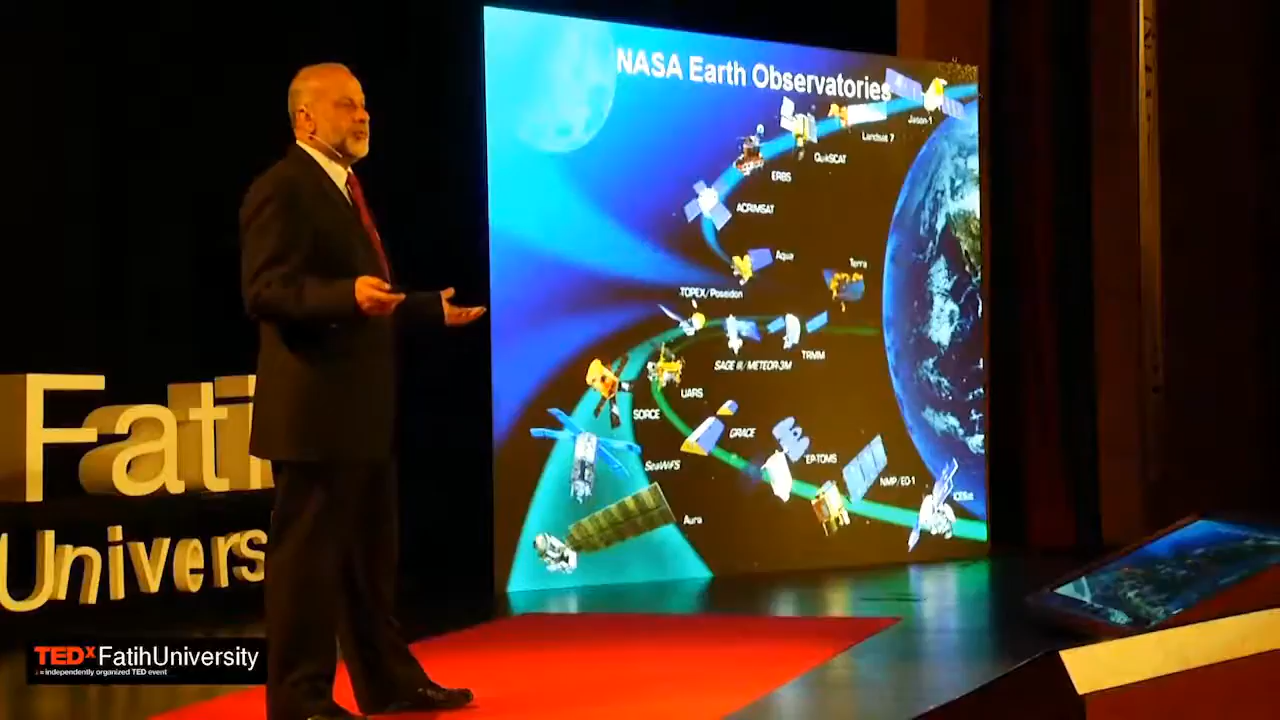 NASA Earth Observatories
Jason-1
Landsat 7
QuikSCAT
ERBS
ACRIMSAT
Aqua
Terra
TOPEX/Poseidon
TRMM
SAGE III/METEOR-3M
UARS
SORCE
GRACE
SeaWiFS
EP-TOMS
NMP/EO-1
ICESat
Aura
Fati
Univers
TEDxFatihUniversity
x = independently organized TED event